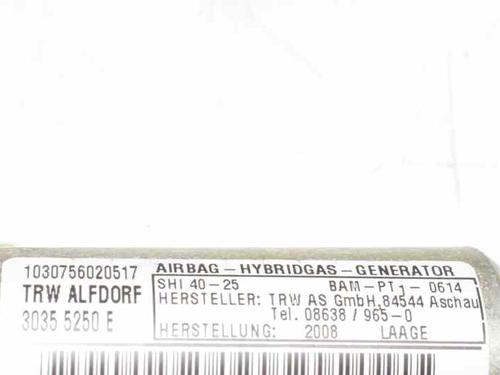 1030756020517
TRW ALFDORF
3035 5250 E
AIRBAG-HYBRIDGAS-GENERATOR
SHI 40-25 BAM-PT1-0614
HERSTELLER: TRW AS GmbH,84544 Aschau
Tel. 08638 / 965-0
HERSTELLUNG: 2008 LAAGE